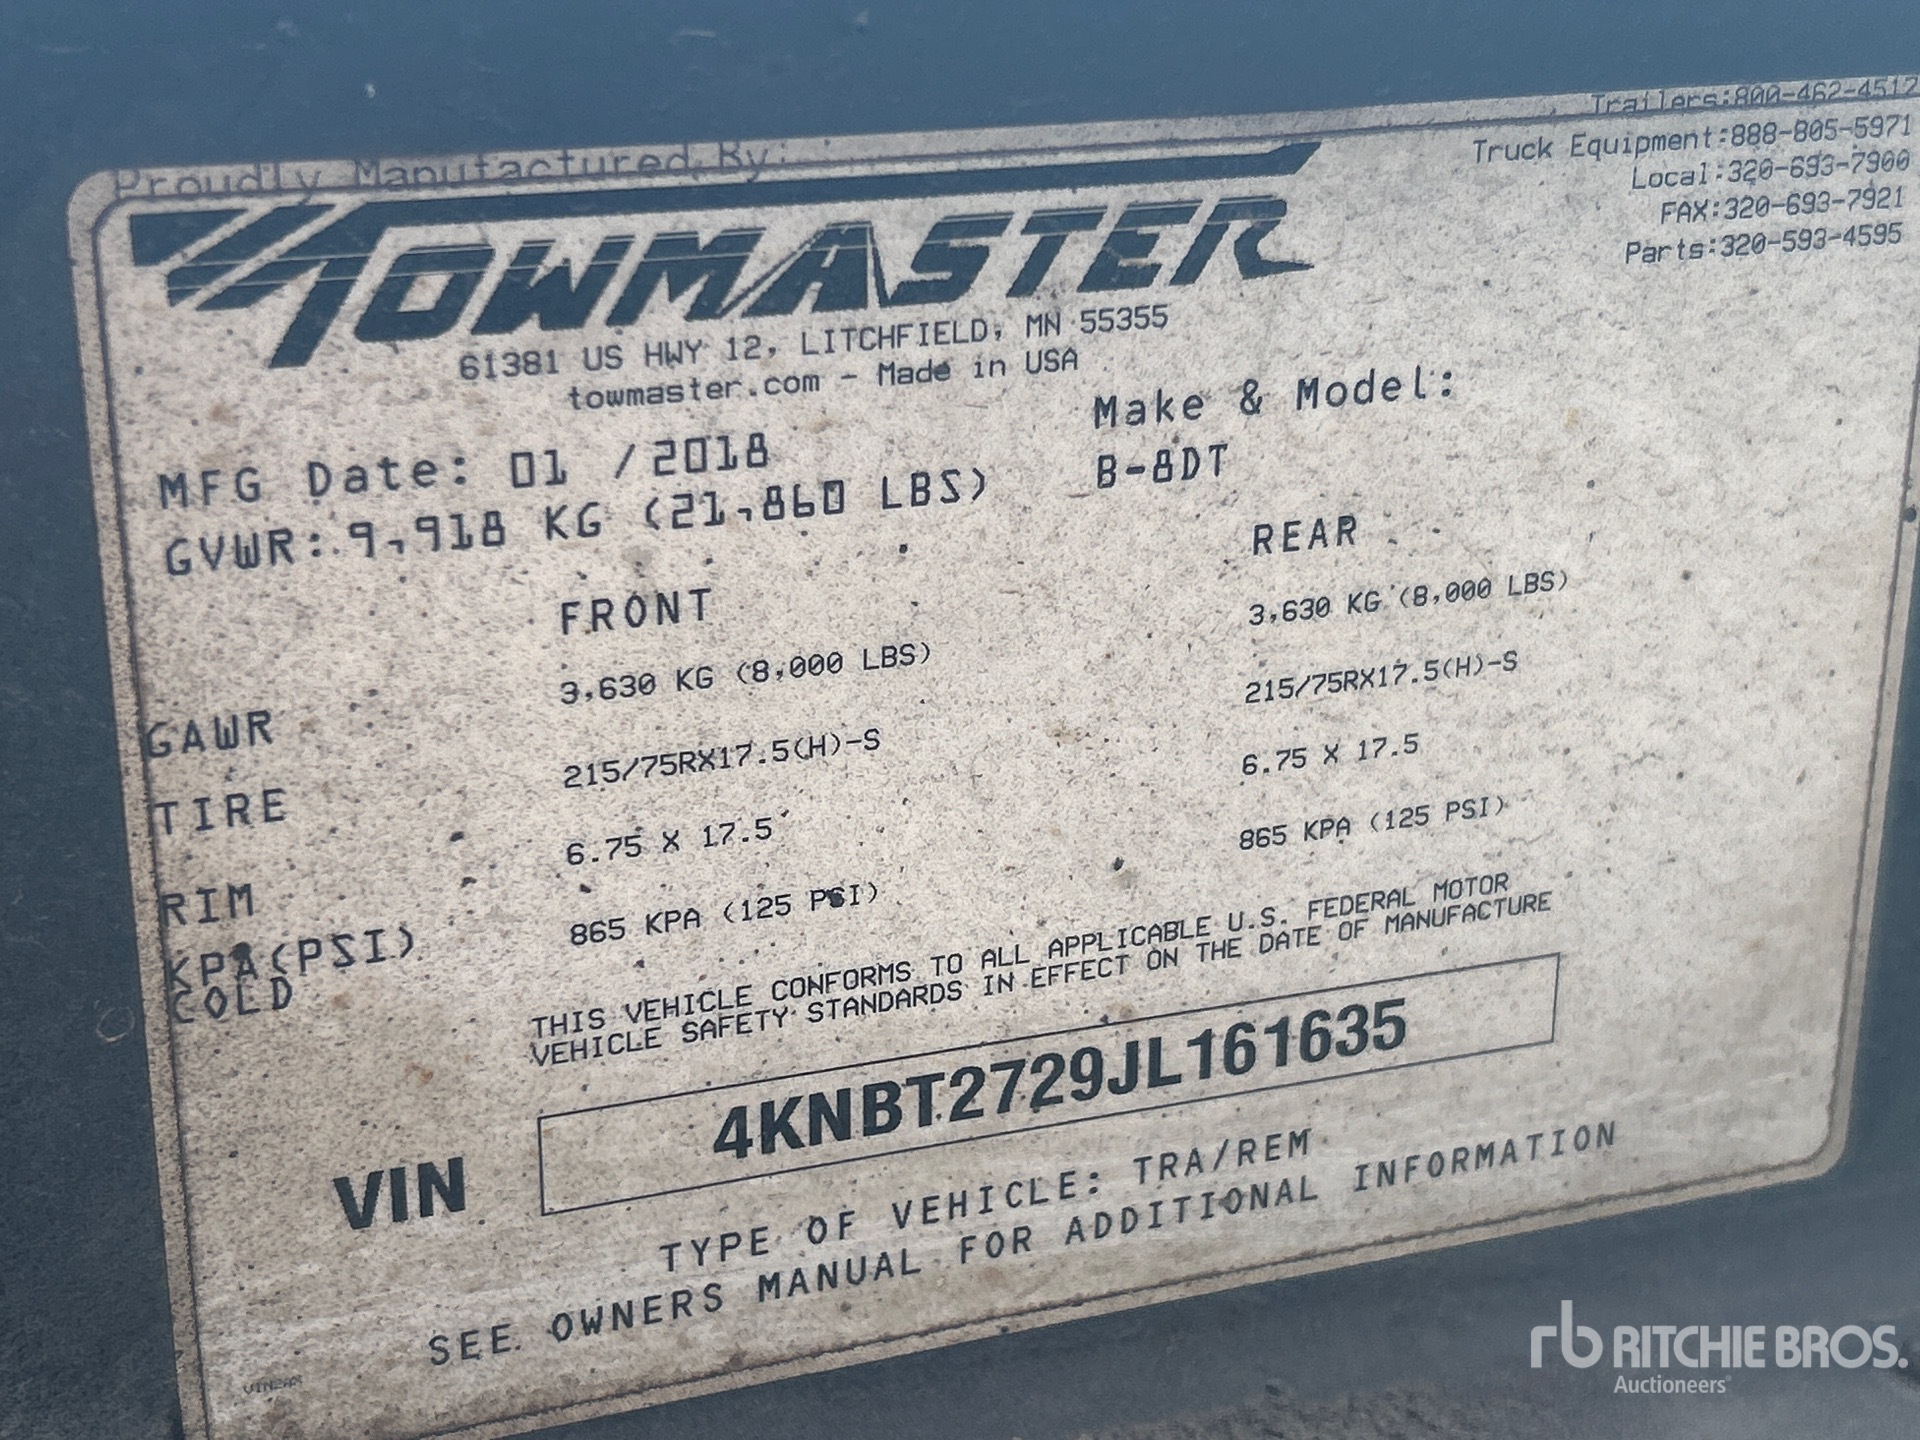 Proudly Manufactured By:
Trailers:800-462-4517
Truck Equipment:888-805-5971
Local:320-693-7900
FAX:320-693-7921
Parts:320-593-4595
TOWMASTER
61381 US HWY 12, LITCHFIELD, MN 55355
towmaster.com - Made in USA
MFG Date: 01 /2018
Make & Model:
GVWR: 9,918 KG (21,860 LBS)
B-8DT
FRONT REAR
GAWR 3,630 KG (8,000 LBS) 3,630 KG (8,000 LBS)
TIRE 215/75RX17.5(H)-S 215/75RX17.5(H)-S
RIM 6.75 X 17.5 6.75 X 17.5
KPA(PSI) 865 KPA (125 PSI) 865 KPA (125 PSI)
COLD
THIS VEHICLE CONFORMS TO ALL APPLICABLE U.S. FEDERAL MOTOR
VEHICLE SAFETY STANDARDS IN EFFECT ON THE DATE OF MANUFACTURE
VIN 4KNBT2729JL161635
TYPE OF VEHICLE: TRA/REM
SEE OWNERS MANUAL FOR ADDITIONAL INFORMATION
rb RITCHIE BROS.
Auctioneers